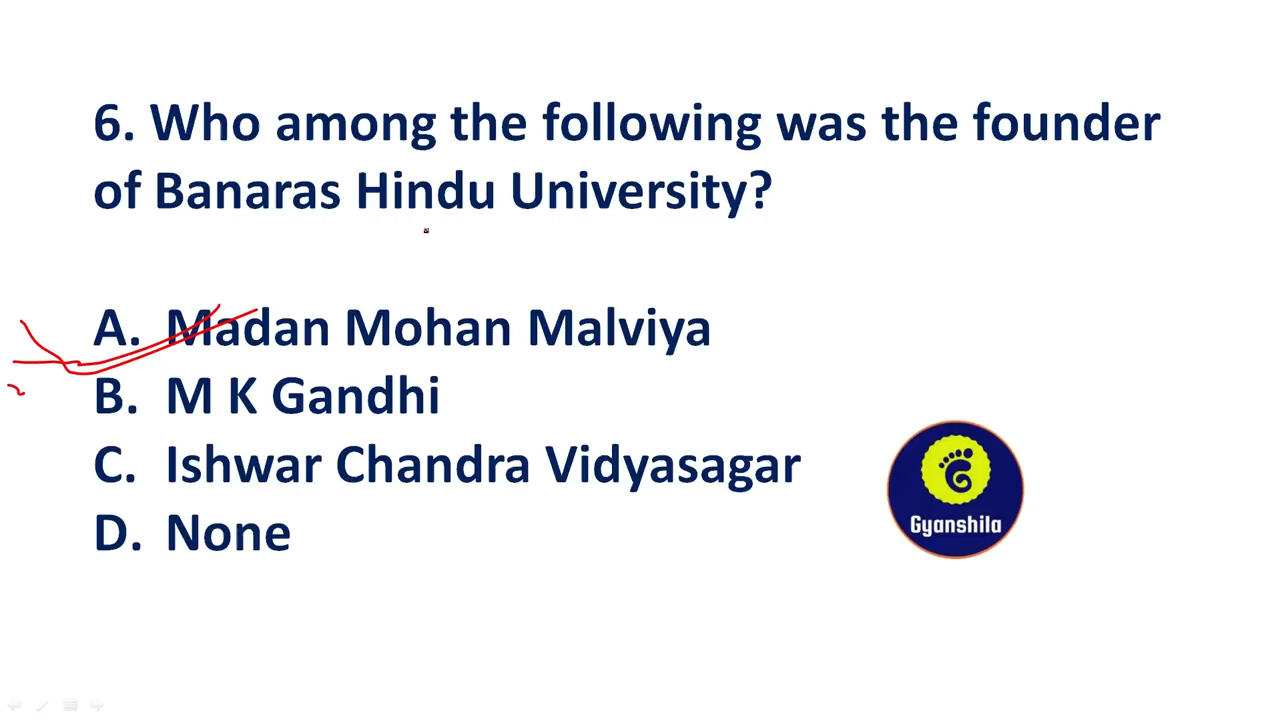 6. Who among the following was the founder
of Banaras Hindu University?
A. Madan Mohan Malviya
B. M K Gandhi
C. Ishwar Chandra Vidyasagar
D. None
Gyanshila